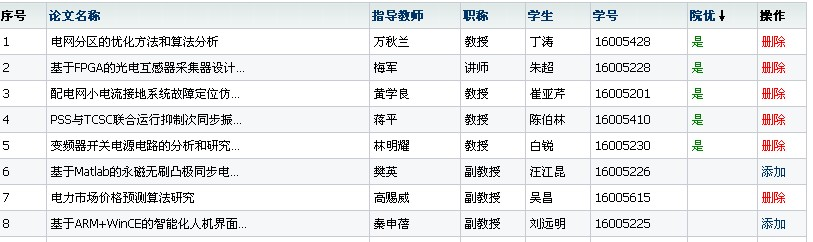 序号 论文名称 指导教师 职称 学生 学号 院优↓ 操作
1 电网分区的优化方法和算法分析 万秋兰 教授 丁涛 16005428 是 删除
2 基于FPGA的光电互感器采集器设计... 梅军 讲师 朱超 16005228 是 删除
3 配电网小电流接地系统故障定位仿... 黄学良 教授 崔亚芹 16005201 是 删除
4 PSS与TCSC联合运行抑制次同步振... 蒋平 教授 陈伯林 16005410 是 删除
5 变频器开关电源电路的分析和研究... 林明耀 教授 白锐 16005230 是 删除
6 基于Matlab的永磁无刷凸极同步电... 樊英 副教授 汪江昆 16005226 添加
7 电力市场价格预测算法研究 高赐威 副教授 吴昌 16005615 删除
8 基于ARM+WinCE的智能化人机界面... 秦申蓓 副教授 刘远明 16005225 添加